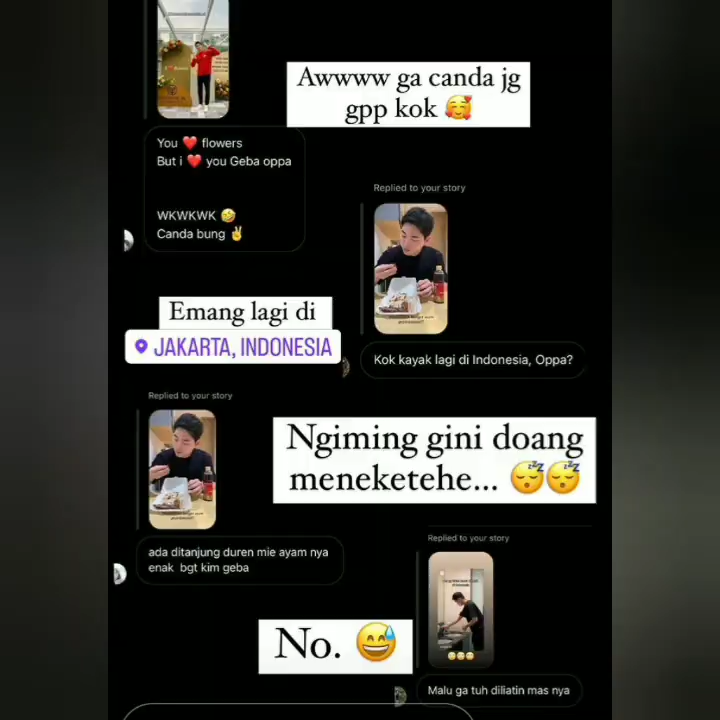 Awwww ga canda jg
gpp kok 🥰
You ❤️ flowers
But i ❤️ you Geba oppa
WKWKWK 🤣
Canda bung ✌️
Replied to your story
Emang lagi di
JAKARTA, INDONESIA
Kok kayak lagi di Indonesia, Oppa?
Replied to your story
Ngiming gini doang
meneketehe... 😴😴
ada ditanjung duren mie ayam nya
enak bgt kim geba
Replied to your story
No. 😅
Malu ga tuh diliatin mas nya